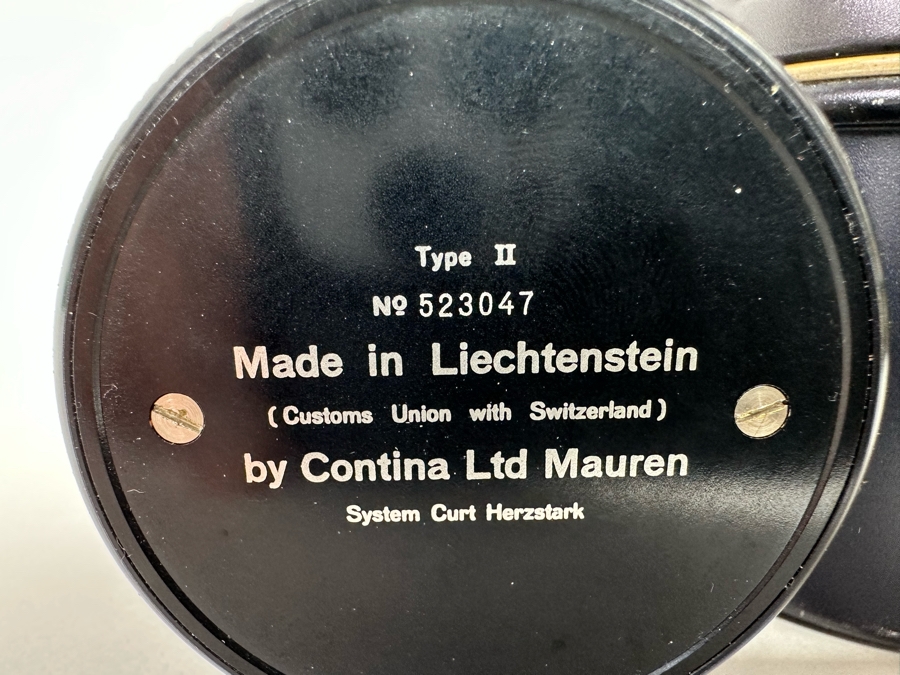 Type II
Nº 523047
Made in Liechtenstein
(Customs Union with Switzerland)
by Contina Ltd Mauren
System Curt Herzstark